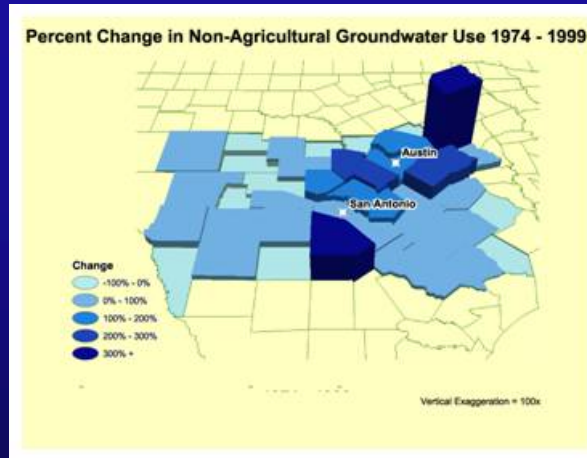 Percent Change in Non-Agricultural Groundwater Use 1974 - 1999
Austin
San Antonio
Change
-100% - 0%
0% - 100%
100% - 200%
200% - 300%
300% +
Vertical Exaggeration = 100x